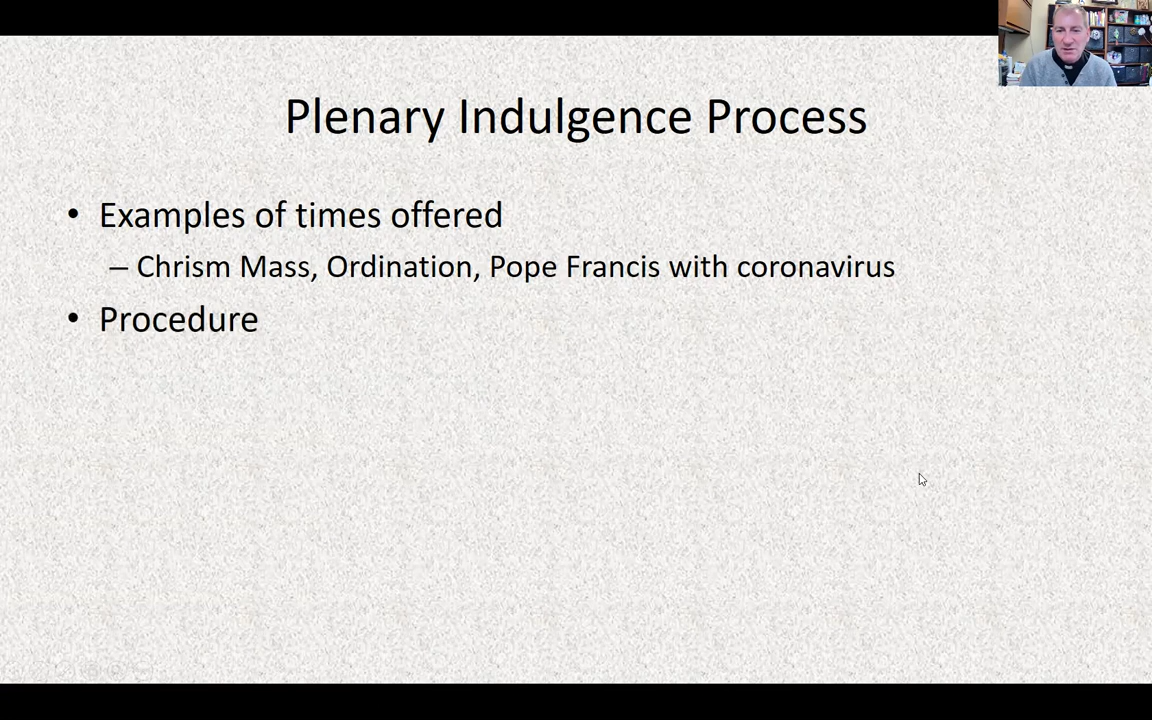 Plenary Indulgence Process
• Examples of times offered
– Chrism Mass, Ordination, Pope Francis with coronavirus
• Procedure